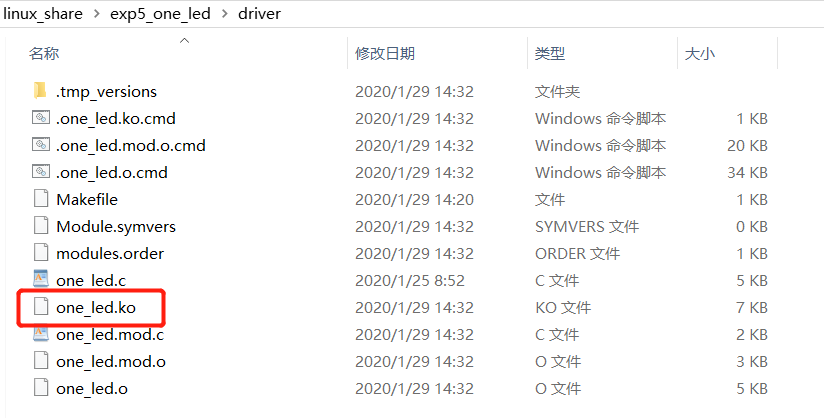 linux_share > exp5_one_led > driver
名称 修改日期 类型 大小
.tmp_versions 2020/1/29 14:32 文件夹
.one_led.ko.cmd 2020/1/29 14:32 Windows 命令脚本 1 KB
.one_led.mod.o.cmd 2020/1/29 14:32 Windows 命令脚本 20 KB
.one_led.o.cmd 2020/1/29 14:32 Windows 命令脚本 34 KB
Makefile 2020/1/29 14:20 文件 1 KB
Module.symvers 2020/1/29 14:32 SYMVERS 文件 0 KB
modules.order 2020/1/29 14:32 ORDER 文件 1 KB
one_led.c 2020/1/25 8:52 C 文件 5 KB
one_led.ko 2020/1/29 14:32 KO 文件 7 KB
one_led.mod.c 2020/1/29 14:32 C 文件 2 KB
one_led.mod.o 2020/1/29 14:32 O 文件 3 KB
one_led.o 2020/1/29 14:32 O 文件 5 KB